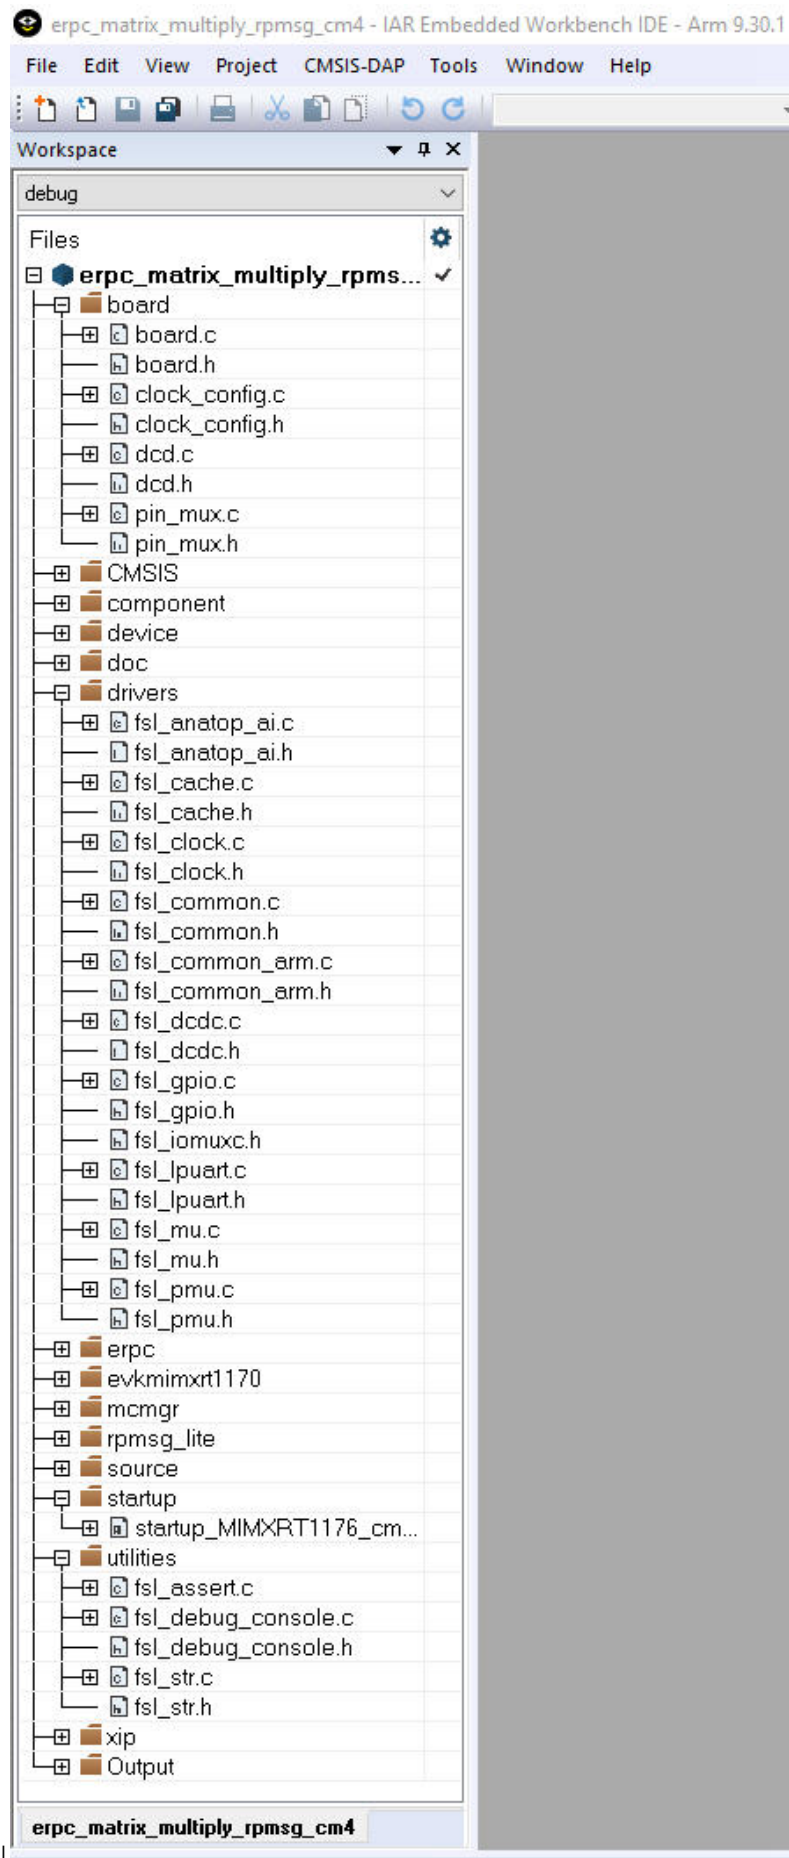 erpc_matrix_multiply_rpmsg_cm4 - IAR Embedded Workbench IDE - Arm 9.30.1
File Edit View Project CMSIS-DAP Tools Window Help
Workspace
debug
Files
erpc_matrix_multiply_rpms...
board
board.c
board.h
clock_config.c
clock_config.h
dcd.c
dcd.h
pin_mux.c
pin_mux.h
CMSIS
component
device
doc
drivers
fsl_anatop_ai.c
fsl_anatop_ai.h
fsl_cache.c
fsl_cache.h
fsl_clock.c
fsl_clock.h
fsl_common.c
fsl_common.h
fsl_common_arm.c
fsl_common_arm.h
fsl_dcdc.c
fsl_dcdc.h
fsl_gpio.c
fsl_gpio.h
fsl_iomuxc.h
fsl_lpuart.c
fsl_lpuart.h
fsl_mu.c
fsl_mu.h
fsl_pmu.c
fsl_pmu.h
erpc
evkmimxrt1170
mcmgr
rpmsg_lite
source
startup
startup_MIMXRT1176_cm...
utilities
fsl_assert.c
fsl_debug_console.c
fsl_debug_console.h
fsl_str.c
fsl_str.h
xip
Output
erpc_matrix_multiply_rpmsg_cm4